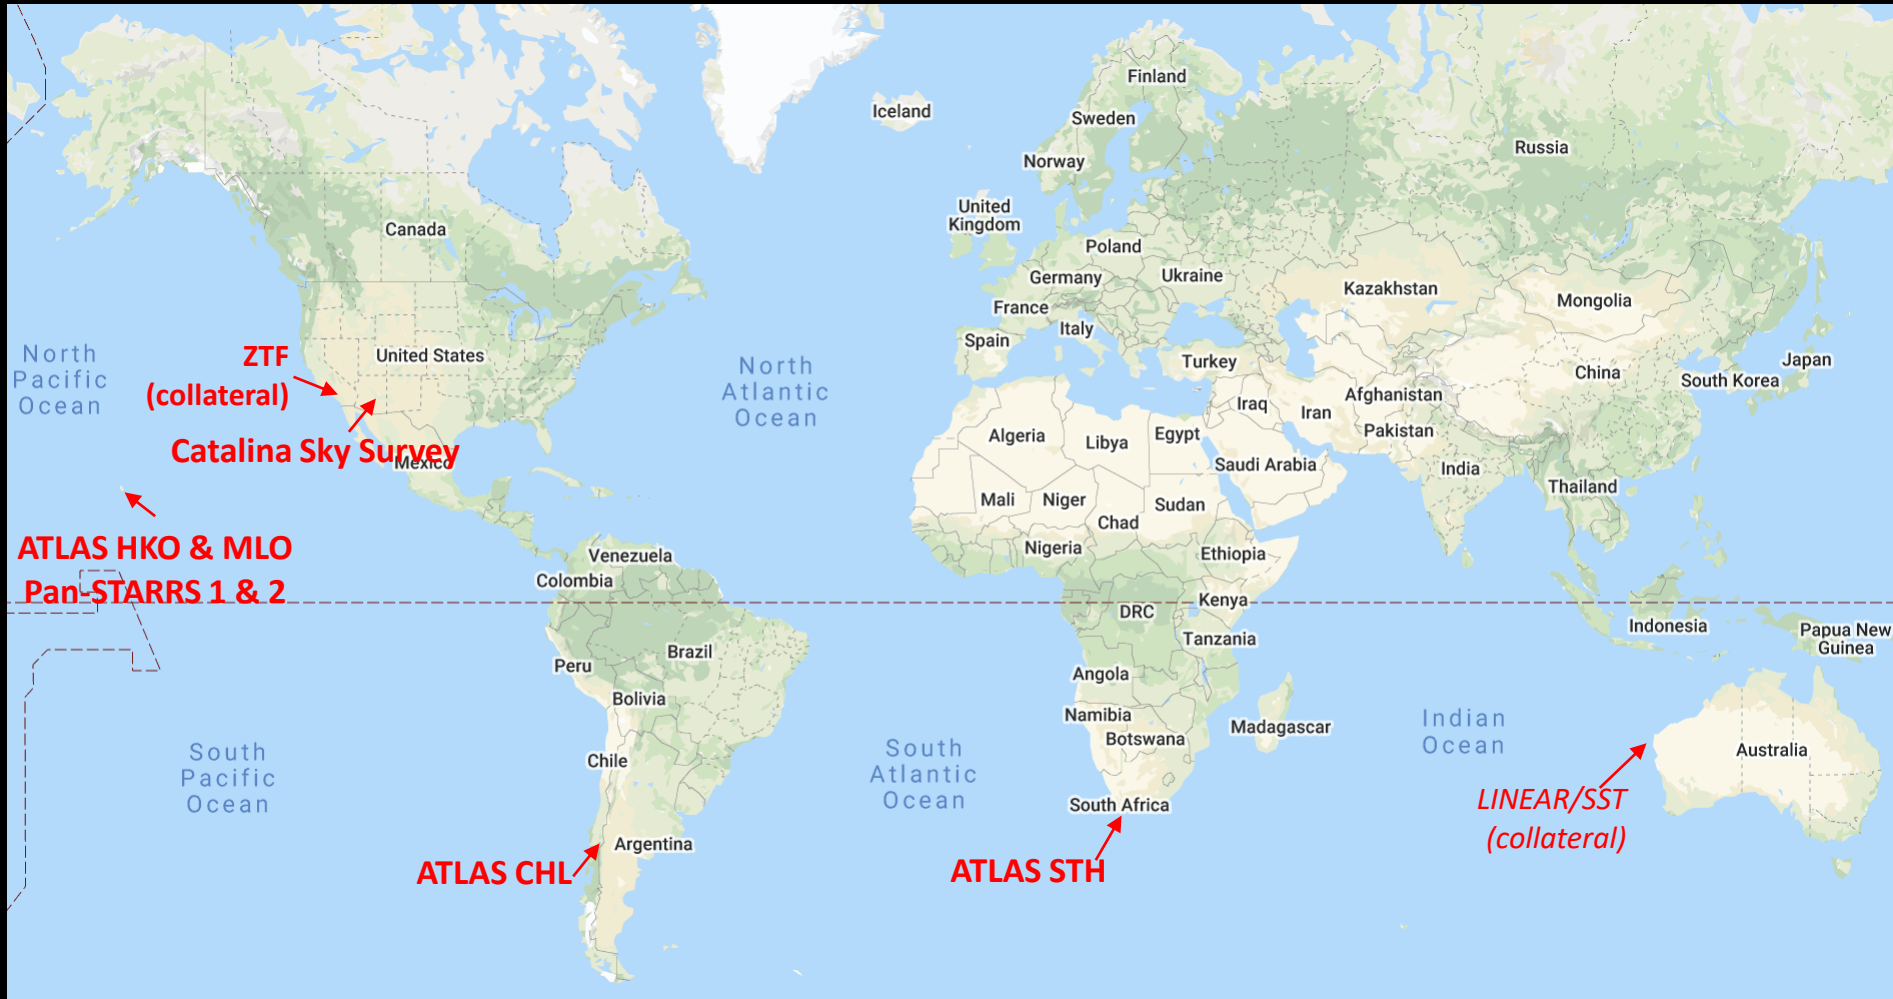 Finland
Iceland
Sweden
Russia
Norway
United
Kingdom
Canada
Poland
Germany
Ukraine
Kazakhstan
Mongolia
France
Italy
Spain
North
Pacific
Ocean
ZTF
(collateral)
United States
North
Atlantic
Ocean
Turkey
Japan
China
South Korea
Afghanistan
Iraq
Iran
Pakistan
Algeria
Libya
Egypt
Catalina Sky Survey
Mexico
Saudi Arabia
India
Thailand
Mali
Niger
Sudan
Chad
ATLAS HKO & MLO
Pan-STARRS 1 & 2
Nigeria
Ethiopia
Venezuela
Colombia
Kenya
DRC
Indonesia
Papua New
Guinea
Tanzania
Brazil
Peru
Angola
Bolivia
Namibia
Madagascar
Indian
Ocean
Botswana
South
Pacific
Ocean
Chile
South
Atlantic
Ocean
Australia
South Africa
LINEAR/SST
(collateral)
Argentina
ATLAS CHL
ATLAS STH